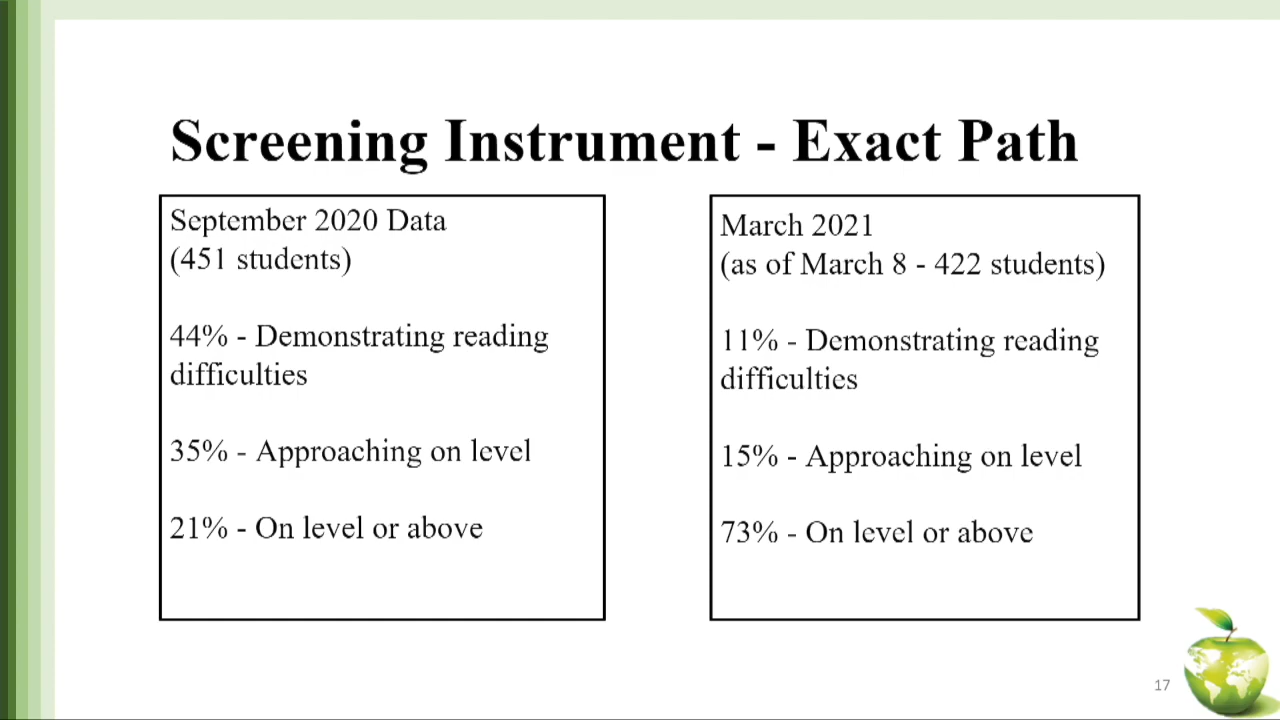 Screening Instrument - Exact Path
September 2020 Data
(451 students)
44% - Demonstrating reading
difficulties
35% - Approaching on level
21% - On level or above
March 2021
(as of March 8 - 422 students)
11% - Demonstrating reading
difficulties
15% - Approaching on level
73% - On level or above
17